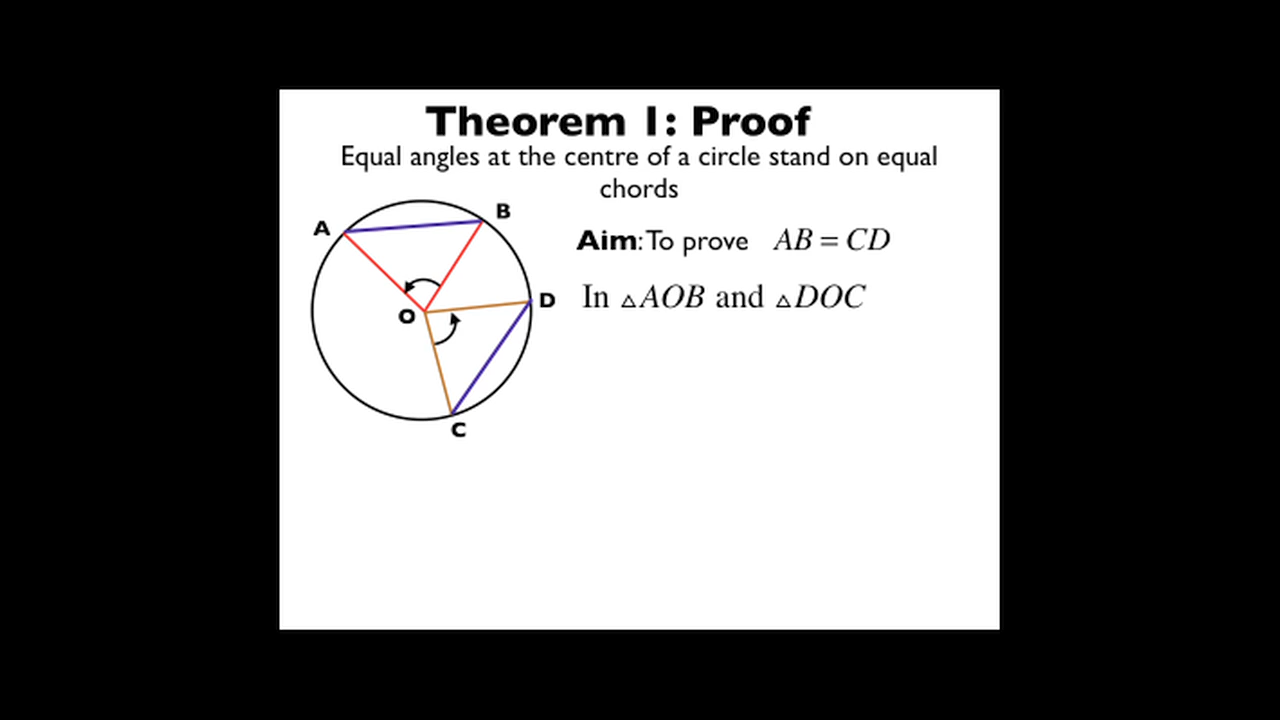 Theorem 1: Proof
Equal angles at the centre of a circle stand on equal
chords
B
A
Aim: To prove AB = CD
D
In △AOB and △DOC
O
C